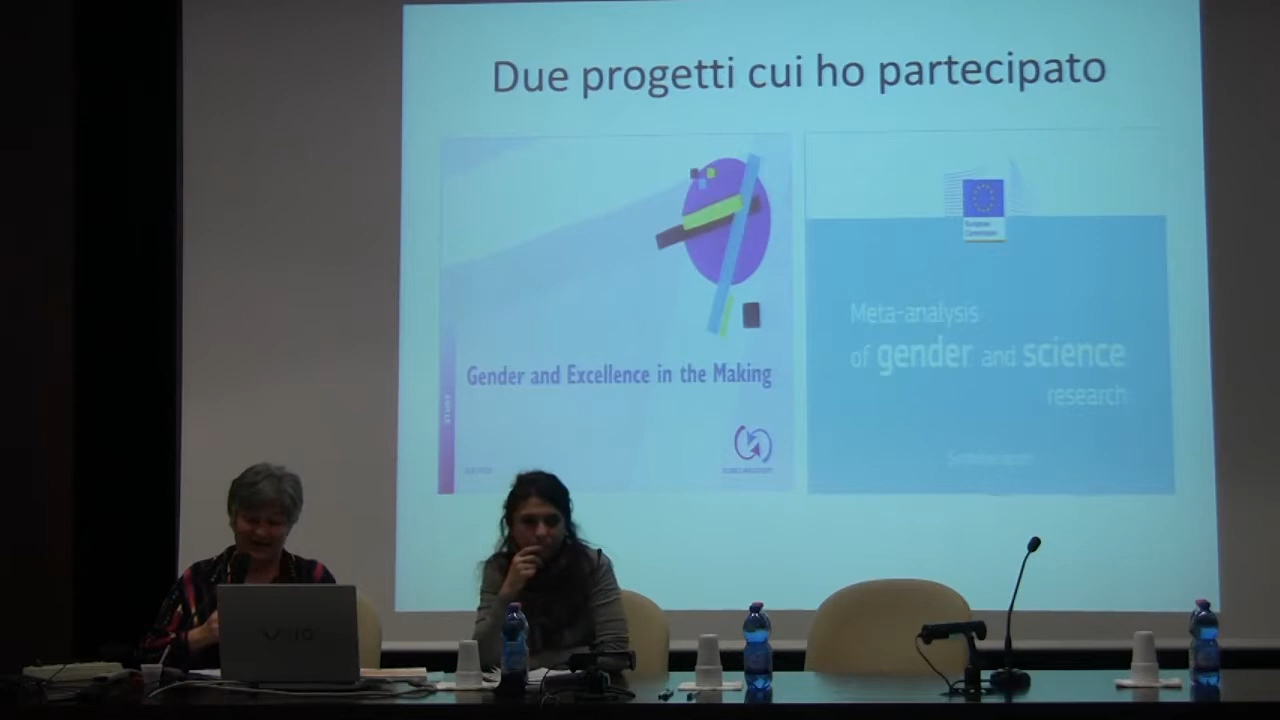 Due progetti cui ho partecipato
Gender and Excellence in the Making
European
Commission
Meta-analysis
of gender and science
research
VAIO